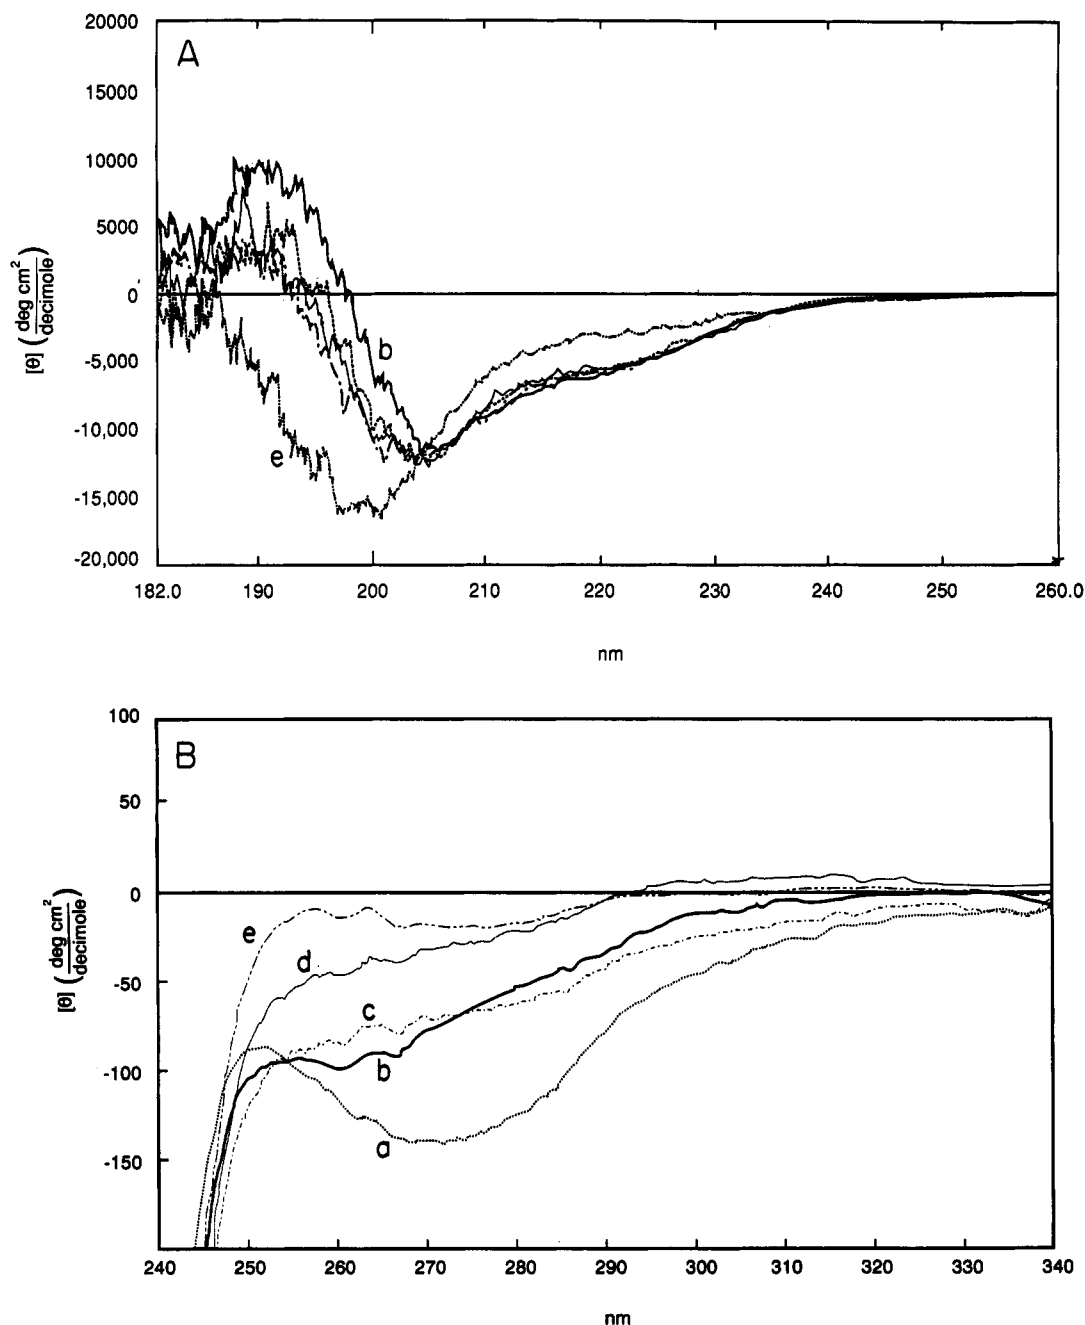 A
20000
15000
10000
5000
0
-5,000
-10,000
-15,000
-20,000
[θ] (deg cm² / decimole)
b
e
182.0 190 200 210 220 230 240 250 260.0
nm
B
100
50
0
-50
-100
-150
[θ] (deg cm² / decimole)
e
d
c
b
a
240 250 260 270 280 290 300 310 320 330 340
nm